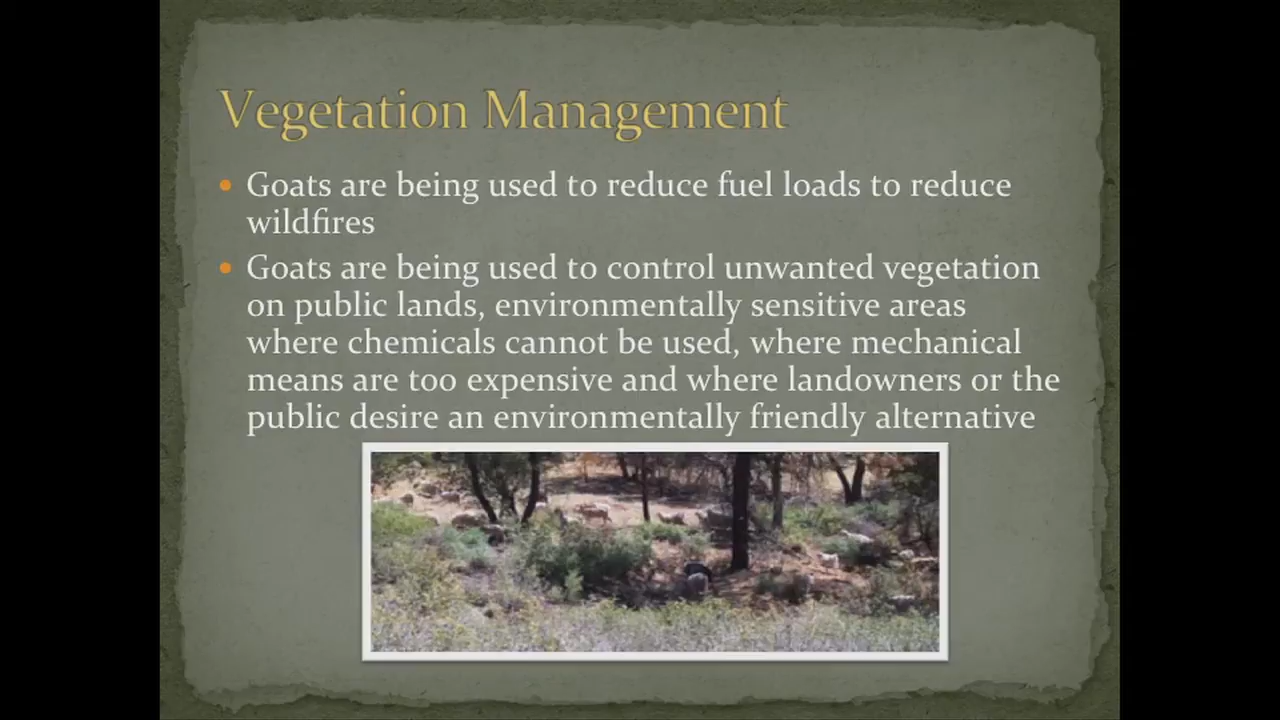 Vegetation Management
• Goats are being used to reduce fuel loads to reduce
wildfires
• Goats are being used to control unwanted vegetation
on public lands, environmentally sensitive areas
where chemicals cannot be used, where mechanical
means are too expensive and where landowners or the
public desire an environmentally friendly alternative